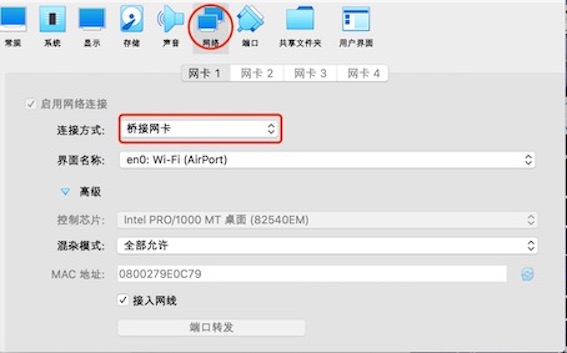 常规 系统 显示 存储 声音 网络 端口 共享文件夹 用户界面
网卡 1 网卡 2 网卡 3 网卡 4
启用网络连接
连接方式: 桥接网卡
界面名称: en0: Wi-Fi (AirPort)
高级
控制芯片: Intel PRO/1000 MT 桌面 (82540EM)
混杂模式: 全部允许
MAC 地址: 0800279E0C79
接入网线
端口转发